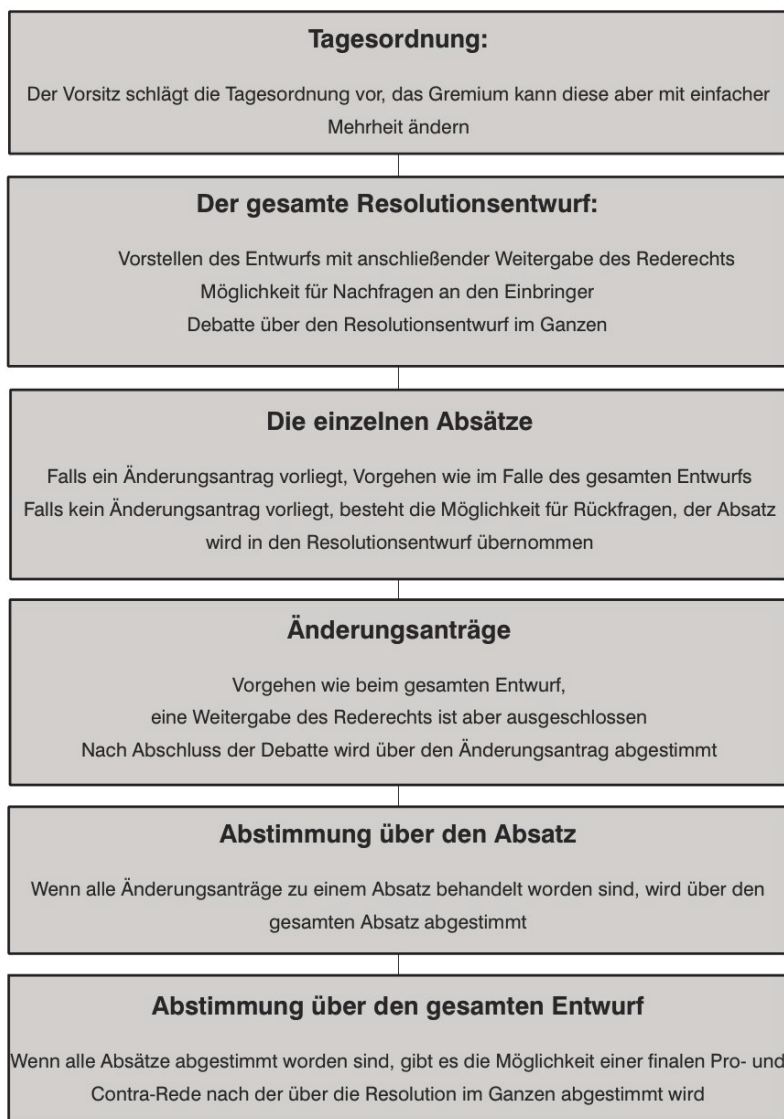 Tagesordnung:
Der Vorsitz schlägt die Tagesordnung vor, das Gremium kann diese aber mit einfacher
Mehrheit ändern
Der gesamte Resolutionsentwurf:
Vorstellen des Entwurfs mit anschließender Weitergabe des Rederechts
Möglichkeit für Nachfragen an den Einbringer
Debatte über den Resolutionsentwurf im Ganzen
Die einzelnen Absätze
Falls ein Änderungsantrag vorliegt, Vorgehen wie im Falle des gesamten Entwurfs
Falls kein Änderungsantrag vorliegt, besteht die Möglichkeit für Rückfragen, der Absatz
wird in den Resolutionsentwurf übernommen
Änderungsanträge
Vorgehen wie beim gesamten Entwurf,
eine Weitergabe des Rederechts ist aber ausgeschlossen
Nach Abschluss der Debatte wird über den Änderungsantrag abgestimmt
Abstimmung über den Absatz
Wenn alle Änderungsanträge zu einem Absatz behandelt worden sind, wird über den
gesamten Absatz abgestimmt
Abstimmung über den gesamten Entwurf
Wenn alle Absätze abgestimmt worden sind, gibt es die Möglichkeit einer finalen Pro- und
Contra-Rede nach der über die Resolution im Ganzen abgestimmt wird